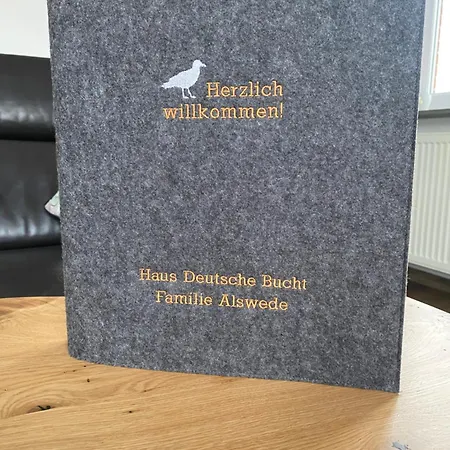 Herzlich
willkommen!
Haus Deutsche Bucht
Familie Alswede